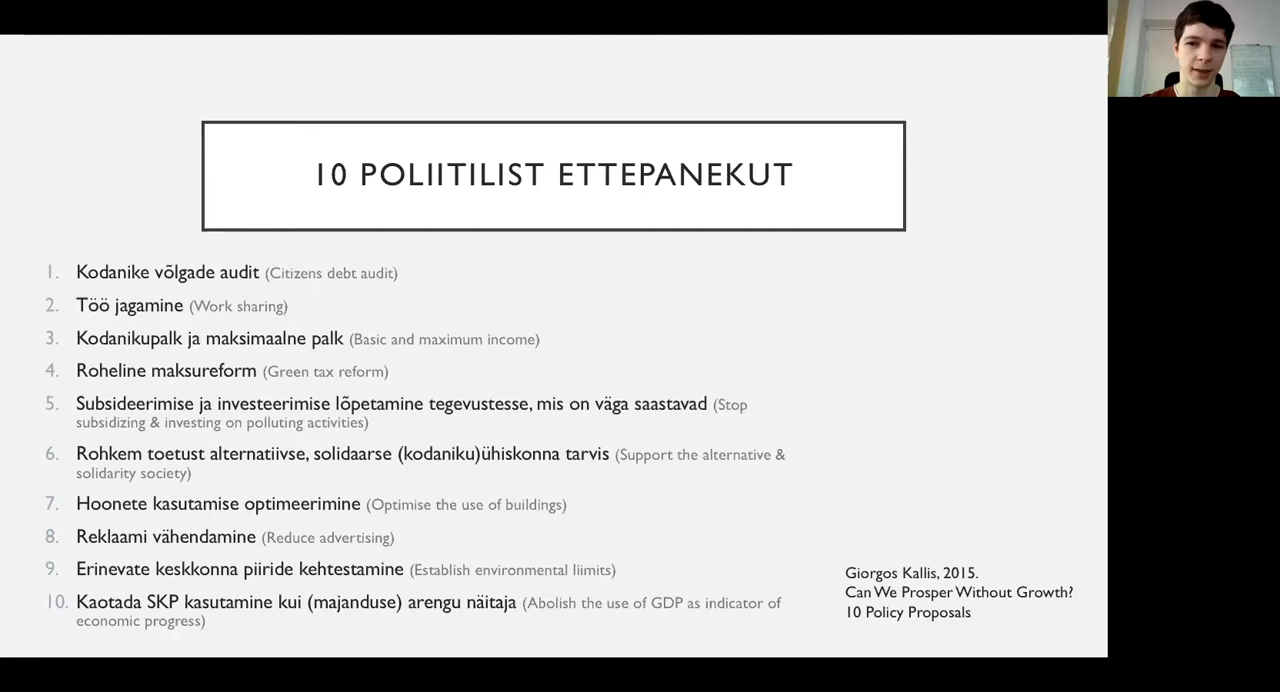 10 POLIITILIST ETTEPANEKUT
1. Kodanike võlgade audit (Citizens debt audit)
2. Töö jagamine (Work sharing)
3. Kodanikupalk ja maksimaalne palk (Basic and maximum income)
4. Roheline maksureform (Green tax reform)
5. Subsideerimise ja investeerimise lõpetamine tegevustesse, mis on väga saastavad (Stop
subsidizing & investing on polluting activities)
6. Rohkem toetust alternatiivse, solidaarse (kodaniku)ühiskonna tarvis (Support the alternative &
solidarity society)
7. Hoonete kasutamise optimeerimine (Optimise the use of buildings)
8. Reklaami vähendamine (Reduce advertising)
9. Erinevate keskkonna piiride kehtestamine (Establish environmental liimits)
10. Kaotada SKP kasutamine kui (majanduse) arengu näitaja (Abolish the use of GDP as indicator of
economic progress)
Giorgos Kallis, 2015.
Can We Prosper Without Growth?
10 Policy Proposals